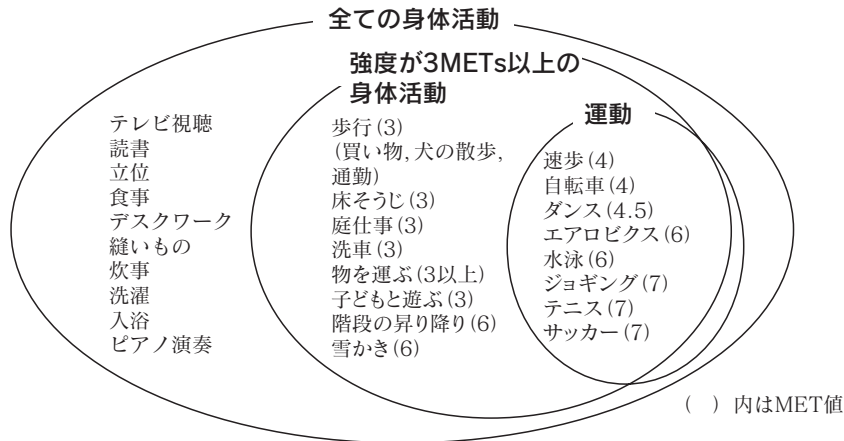 全ての身体活動
強度が3METs以上の
身体活動
運動
テレビ視聴
読書
立位
食事
デスクワーク
縫いもの
炊事
洗濯
入浴
ピアノ演奏
歩行(3)
(買い物,犬の散歩,
通勤)
床そうじ(3)
庭仕事(3)
洗車(3)
物を運ぶ(3以上)
子どもと遊ぶ(3)
階段の昇り降り(6)
雪かき(6)
速歩(4)
自転車(4)
ダンス(4.5)
エアロビクス(6)
水泳(6)
ジョギング(7)
テニス(7)
サッカー(7)
(　)内はMET値